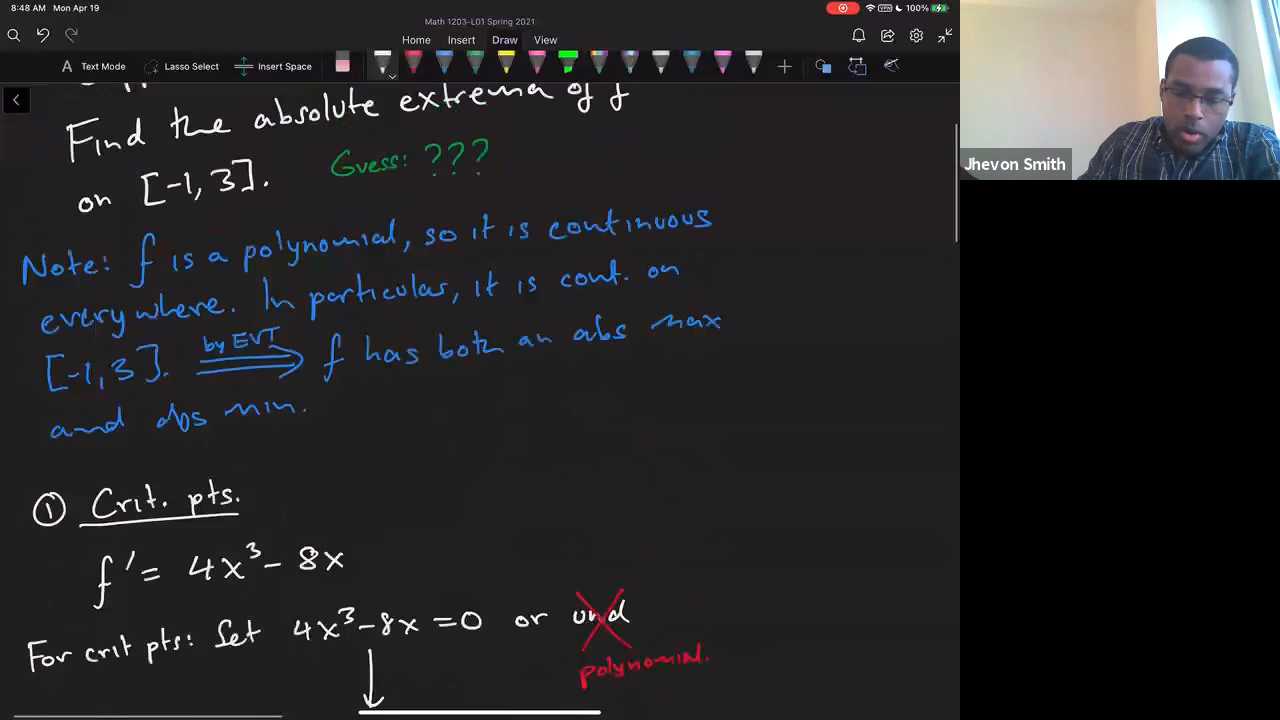 8:48 AM Mon Apr 19
100%
Math 1203-L01 Spring 2021
Home Insert Draw View
Text Mode Lasso Select Insert Space
Find the absolute extrema of f
on [-1, 3]. Guess: ???
Note: f is a polynomial, so it is continuous
everywhere. In particular, it is cont. on
[-1, 3]. by EVT ⟹ f has both an abs max
and abs min.
① Crit. pts.
f' = 4x³ - 8x
For crit pts: Set 4x³ - 8x = 0 or und
polynomial.
Jhevon Smith